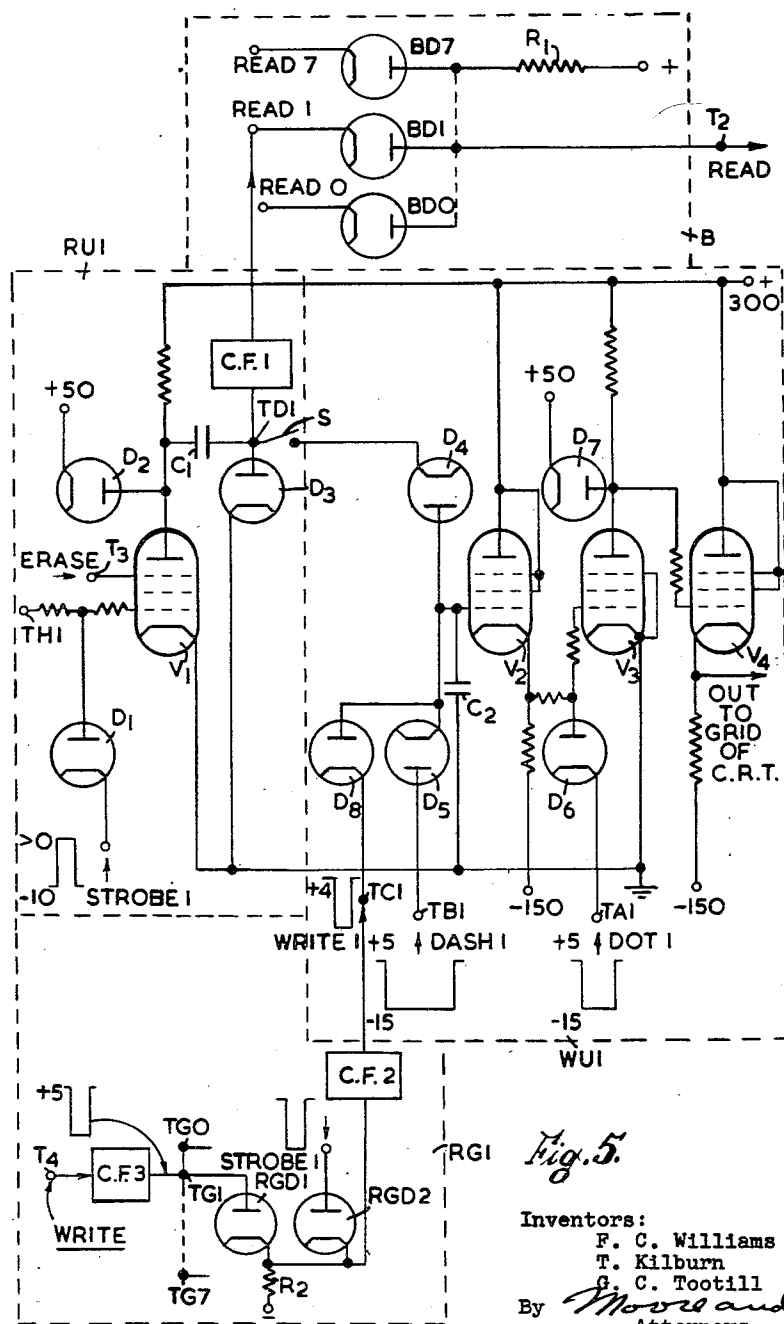 BD7
R1
READ 7
+
READ 1
BD1
T2
READ
READ 0
BD0
B
RU1
+
300
C.F.1
+50
TD1
S
+50
D2
C1
D3
D4
D7
ERASE
T3
TH1
V1
V2
V3
V4
C2
OUT
TO
GRID
OF
C.R.T.
D1
D8
D5
D6
>0
-10
STROBE 1
+4
TC1
-150
-150
WRITE 1
TB1
TA1
+5
DASH 1
+5
DOT 1
-15
-15
WU1
C.F.2
+5
RG1
TG0
STROBE 1
T4
C.F.3
TG1
RGD1
RGD2
WRITE
R2
TG7
-
Fig. 5.
Inventors:
F. C. Williams
T. Kilburn
G. C. Tootill
By Moore and
Attorneys